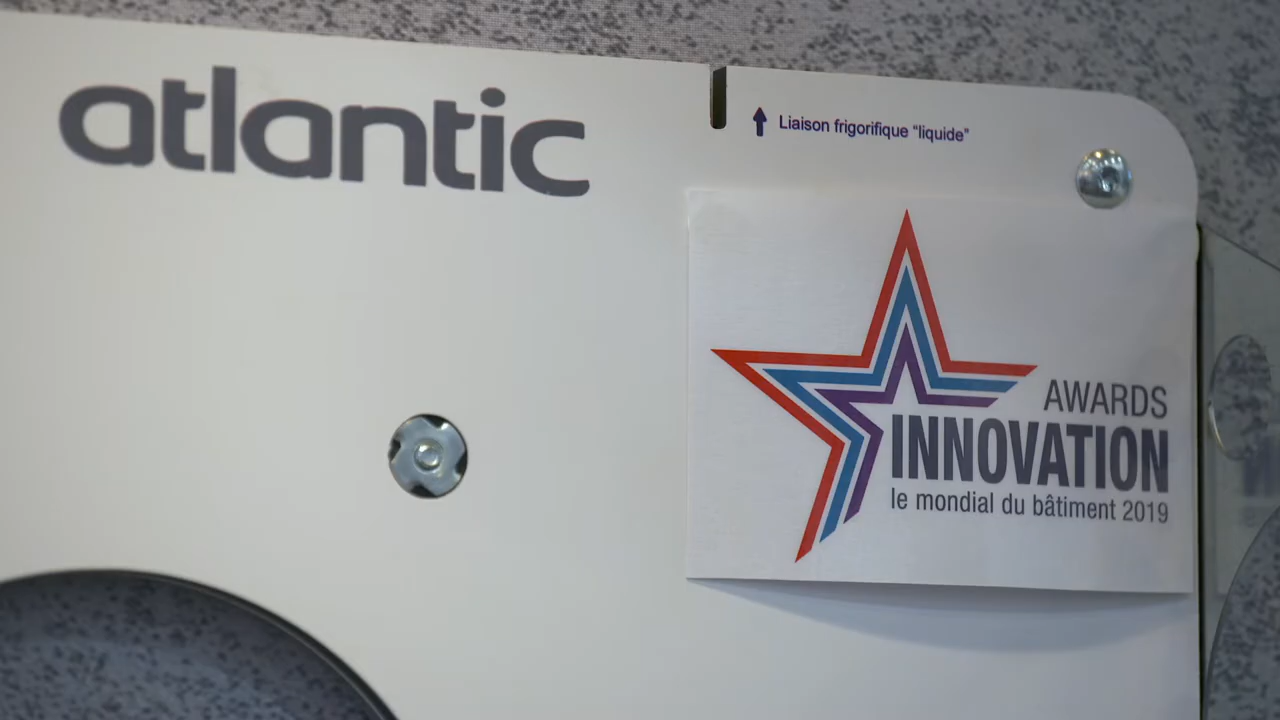 atlantic
Liaison frigorifique "liquide"
AWARDS
INNOVATION
le mondial du bâtiment 2019